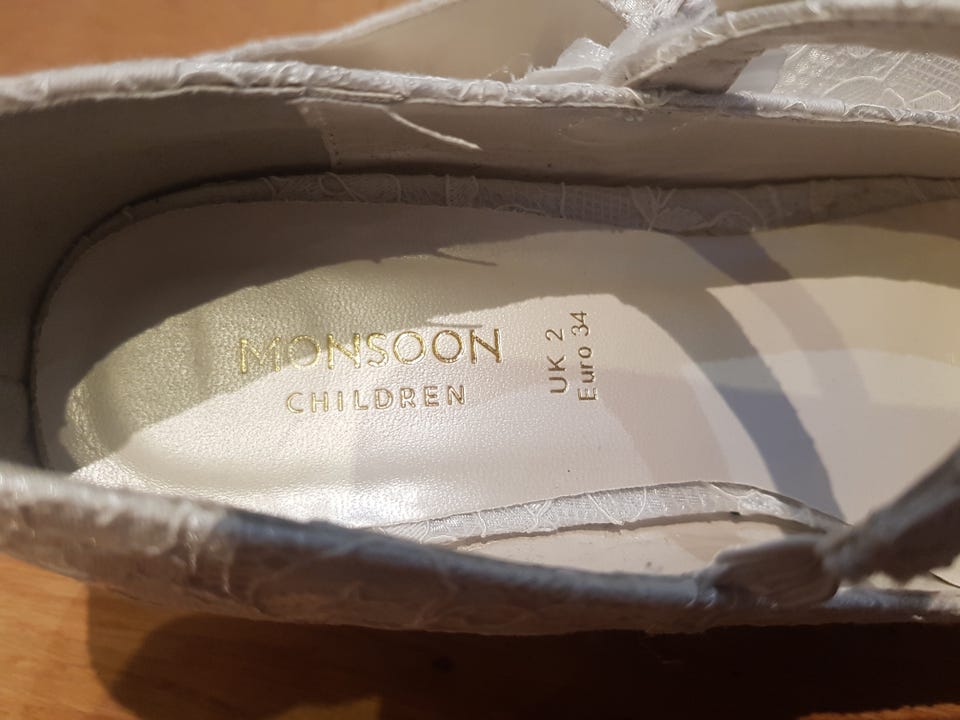 MONSOON
CHILDREN
UK 2
Euro 34